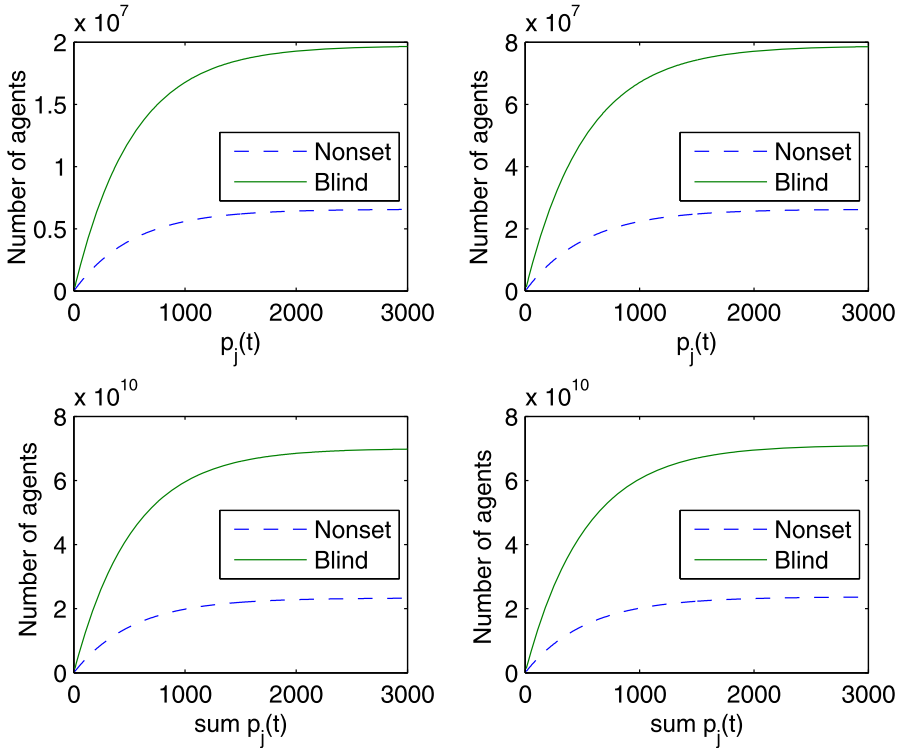 x 10^7
Number of agents
2
1.5
1
0.5
0
Nonset
Blind
0 1000 2000 3000
p_j(t)
x 10^7
Number of agents
8
6
4
2
0
Nonset
Blind
0 1000 2000 3000
p_j(t)
x 10^10
Number of agents
8
6
4
2
0
Nonset
Blind
0 1000 2000 3000
sum p_j(t)
x 10^10
Number of agents
8
6
4
2
0
Nonset
Blind
0 1000 2000 3000
sum p_j(t)